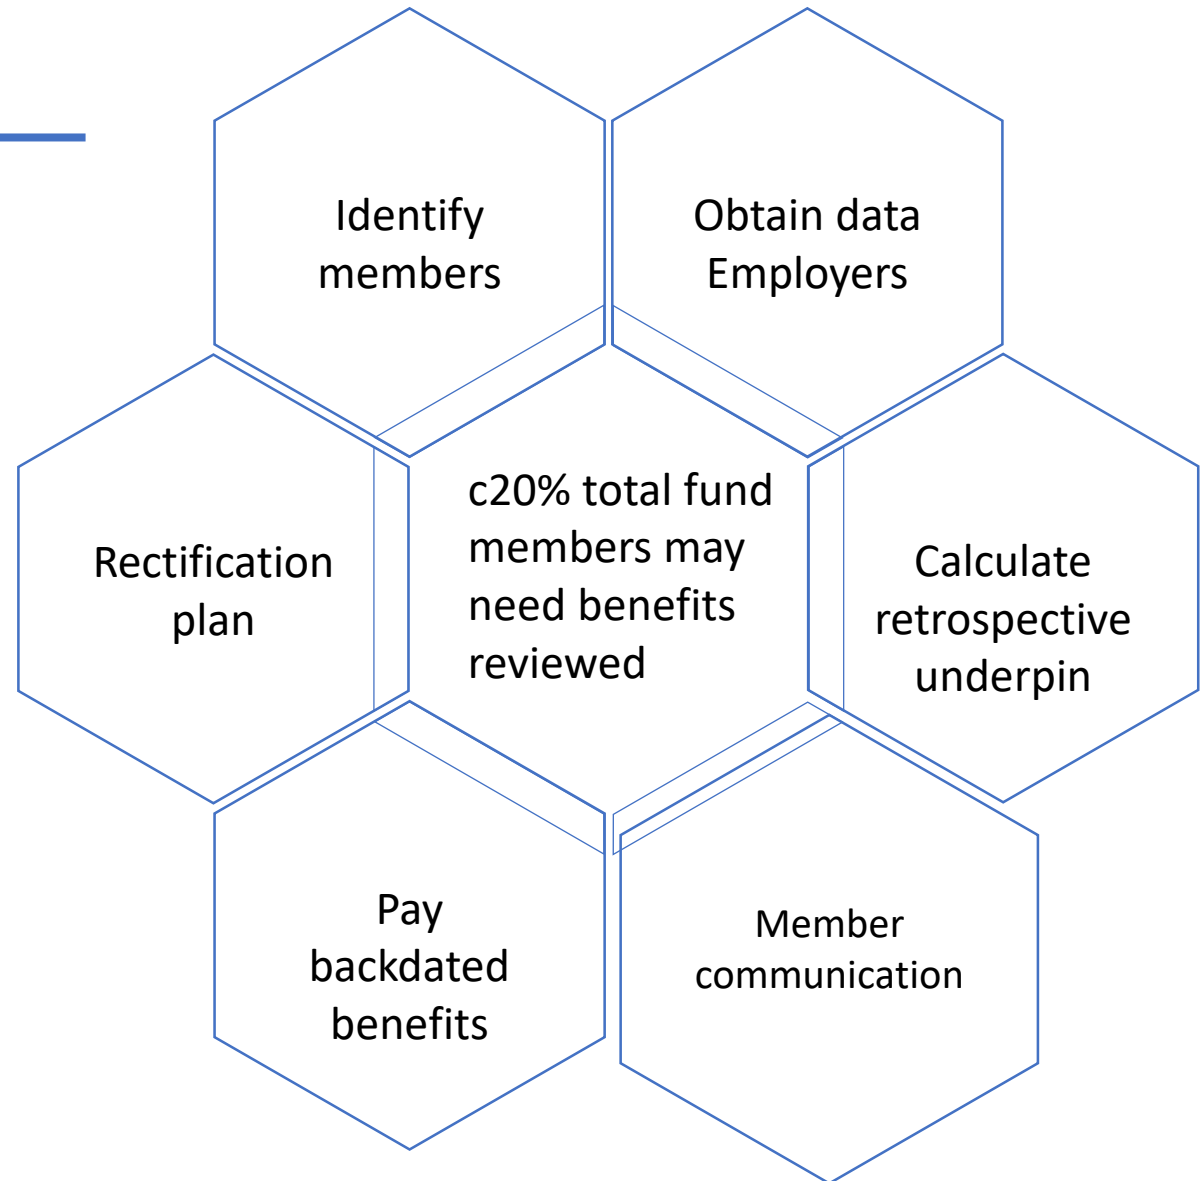 Identify
members
Obtain data
Employers
Rectification
plan
c20% total fund
members may
need benefits
reviewed
Calculate
retrospective
underpin
Pay
backdated
benefits
Member
communication